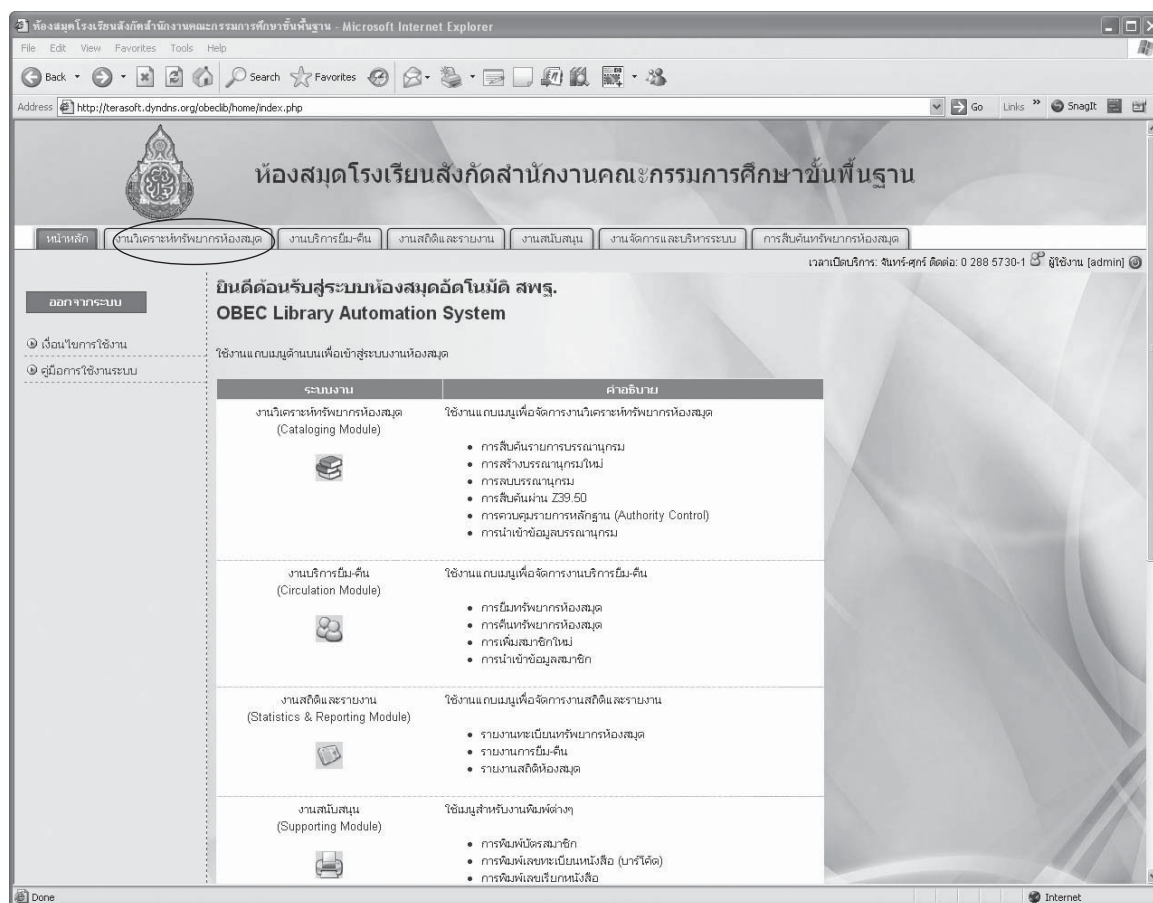 ห้องสมุดโรงเรียนสังกัดสำนักงานคณะกรรมการศึกษาขั้นพื้นฐาน - Microsoft Internet Explorer
File Edit View Favorites Tools Help
Back Search Favorites
Address http://terasoft.dyndns.org/obeclib/home/index.php Go Links » SnagIt
ห้องสมุดโรงเรียนสังกัดสำนักงานคณะกรรมการศึกษาขั้นพื้นฐาน
หน้าหลัก งานวิเคราะห์ทรัพยากรห้องสมุด งานบริการยืม-คืน งานสถิติและรายงาน งานสนับสนุน งานจัดการและบริหารระบบ การสืบค้นทรัพยากรห้องสมุด
เวลาเปิดบริการ: จันทร์-ศุกร์ ติดต่อ: 0 288 5730-1 ผู้ใช้งาน [admin]
ออกจากระบบ
เงื่อนไขการใช้งาน
คู่มือการใช้งานระบบ
ยินดีต้อนรับสู่ระบบห้องสมุดอัตโนมัติ สพฐ.
OBEC Library Automation System
ใช้งานแถบเมนูด้านบนเพื่อเข้าสู่ระบบงานห้องสมุด
ระบบงาน คำอธิบาย
งานวิเคราะห์ทรัพยากรห้องสมุด ใช้งานแถบเมนูเพื่อจัดการงานวิเคราะห์ทรัพยากรห้องสมุด
(Cataloging Module)
• การสืบค้นรายการบรรณานุกรม
• การสร้างบรรณานุกรมใหม่
• การลบบรรณานุกรม
• การสืบค้นผ่าน Z39.50
• การควบคุมรายการหลักฐาน (Authority Control)
• การนำเข้าข้อมูลบรรณานุกรม
งานบริการยืม-คืน ใช้งานแถบเมนูเพื่อจัดการงานบริการยืม-คืน
(Circulation Module)
• การยืมทรัพยากรห้องสมุด
• การคืนทรัพยากรห้องสมุด
• การเพิ่มสมาชิกใหม่
• การนำเข้าข้อมูลสมาชิก
งานสถิติและรายงาน ใช้งานแถบเมนูเพื่อจัดการงานสถิติและรายงาน
(Statistics & Reporting Module)
• รายงานทะเบียนทรัพยากรห้องสมุด
• รายงานการยืม-คืน
• รายงานสถิติห้องสมุด
งานสนับสนุน ใช้เมนูสำหรับงานพิมพ์ต่างๆ
(Supporting Module)
• การพิมพ์บัตรสมาชิก
• การพิมพ์เลขทะเบียนหนังสือ (บาร์โค้ด)
• การพิมพ์เลขเรียกหนังสือ
Done Internet